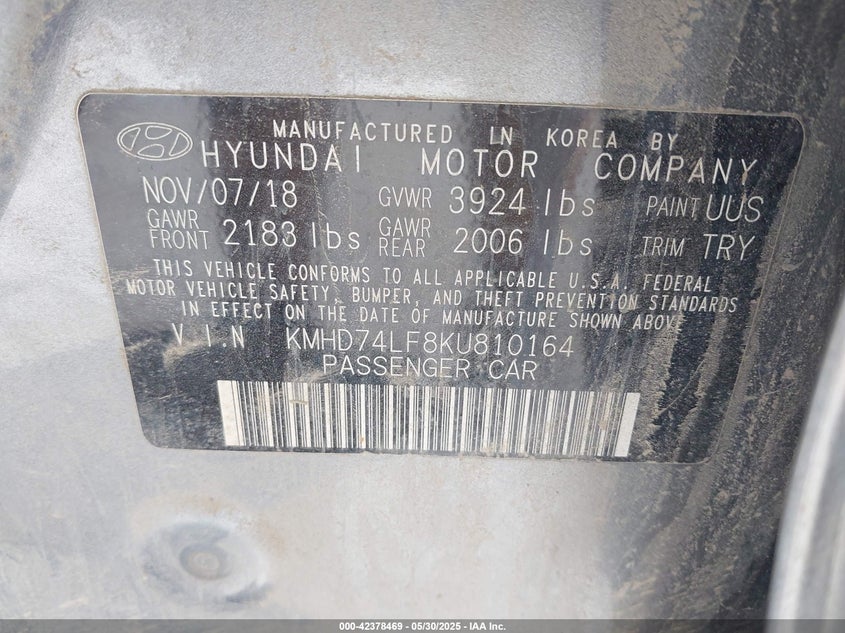 MANUFACTURED IN KOREA BY
HYUNDAI MOTOR COMPANY
NOV/07/18 GVWR 3924 lbs PAINT UUS
GAWR FRONT 2183 lbs GAWR REAR 2006 lbs TRIM TRY
THIS VEHICLE CONFORMS TO ALL APPLICABLE U.S.A. FEDERAL
MOTOR VEHICLE SAFETY, BUMPER, AND THEFT PREVENTION STANDARDS
IN EFFECT ON THE DATE OF MANUFACTURE SHOWN ABOVE
V I.N KMHD74LF8KU810164
PASSENGER CAR
000-42378469 — 05/30/2025 — IAA Inc.